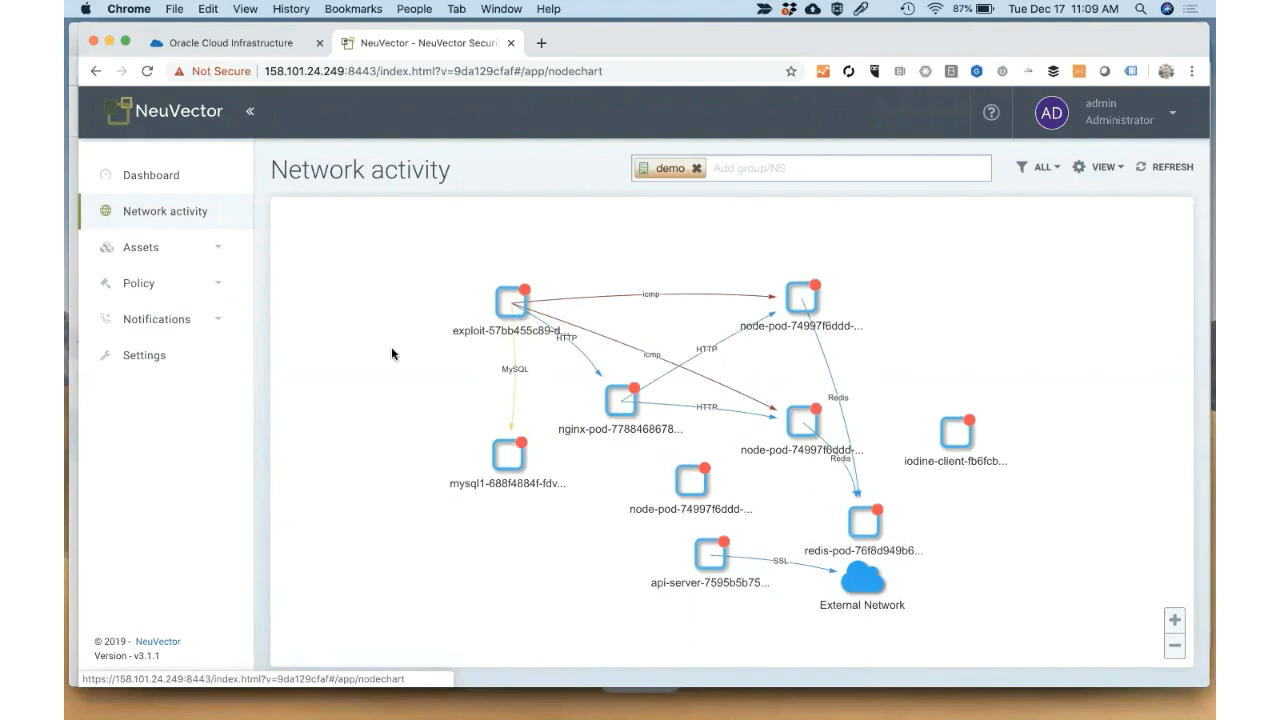 Chrome File Edit View History Bookmarks People Tab Window Help 87% Tue Dec 17 11:09 AM
Oracle Cloud Infrastructure
NeuVector - NeuVector Securi
Not Secure 158.101.24.249:8443/index.html?v=9da129cfaf#/app/nodechart
NeuVector
AD
admin
Administrator
Dashboard
Network activity
Assets
Policy
Notifications
Settings
© 2019 - NeuVector
Version - v3.1.1
Network activity
demo Add group/NS
ALL VIEW REFRESH
exploit-57bb455c89-d...
icmp
node-pod-74997f6ddd-...
HTTP
icmp
HTTP
MySQL
HTTP
nginx-pod-7788468678...
Redis
node-pod-74997f6ddd-...
Redis
iodine-client-fb6fcb...
mysql1-688f4884f-fdv...
node-pod-74997f6ddd-...
redis-pod-76f8d949b6...
SSL
api-server-7595b5b75...
External Network
https://158.101.24.249:8443/index.html?v=9da129cfaf#/app/nodechart